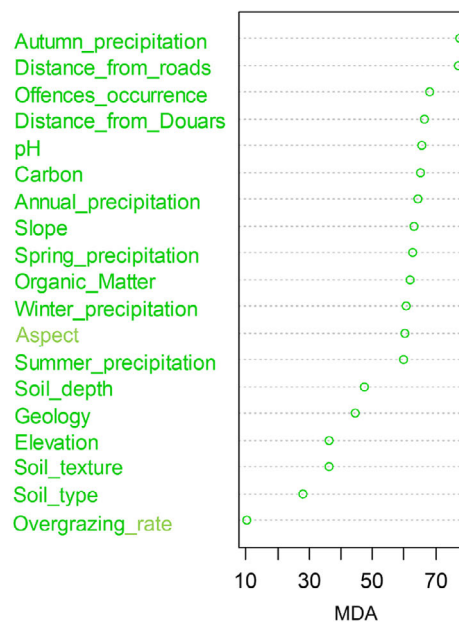 Autumn_precipitation
Distance_from_roads
Offences_occurrence
Distance_from_Douars
pH
Carbon
Annual_precipitation
Slope
Spring_precipitation
Organic_Matter
Winter_precipitation
Aspect
Summer_precipitation
Soil_depth
Geology
Elevation
Soil_texture
Soil_type
Overgrazing_rate
10 30 50 70
MDA